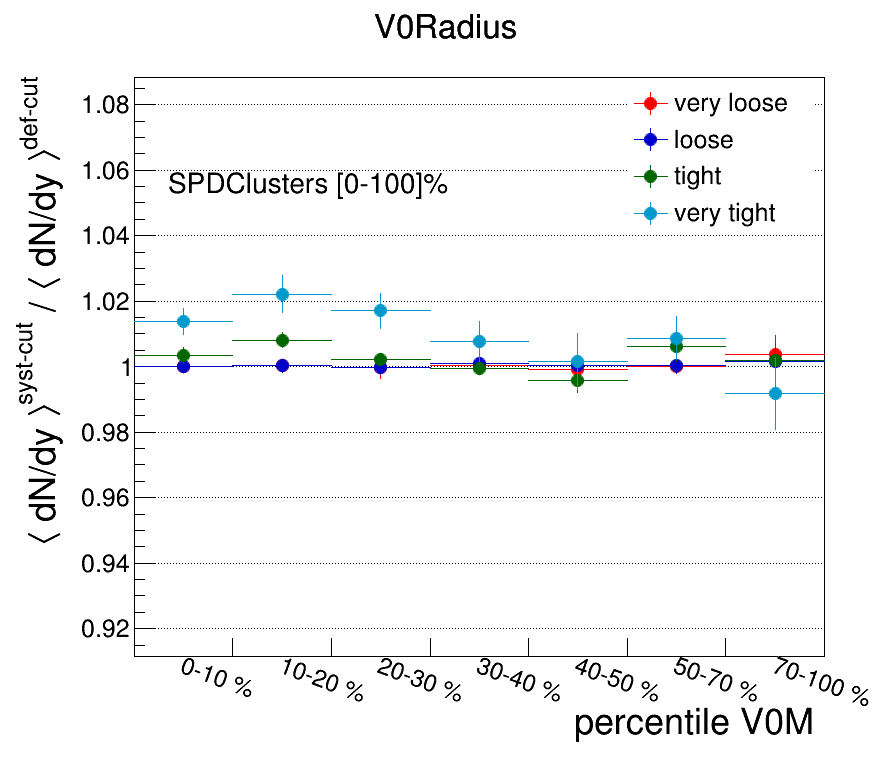 V0Radius
⟨ dN/dy ⟩^syst-cut / ⟨ dN/dy ⟩^def-cut
1.08
1.06
1.04
1.02
1
0.98
0.96
0.94
0.92
SPDClusters [0-100]%
very loose
loose
tight
very tight
0-10 %
10-20 %
20-30 %
30-40 %
40-50 %
50-70 %
70-100 %
percentile V0M